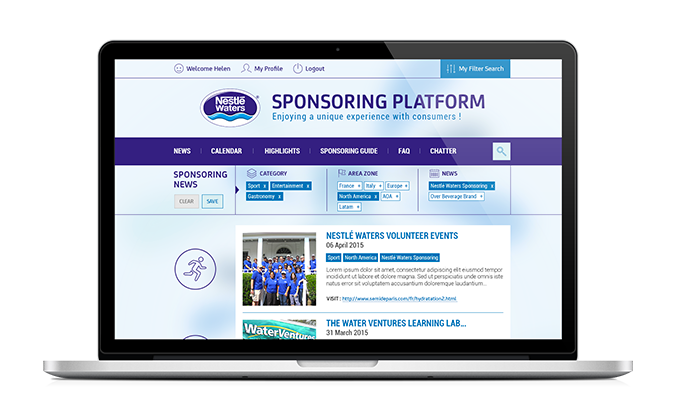 Welcome Helen My Profile Logout My Filter Search
Nestlé Waters
SPONSORING PLATFORM
Enjoying a unique experience with consumers !
NEWS CALENDAR HIGHLIGHTS SPONSORING GUIDE FAQ CHATTER
SPONSORING NEWS
CLEAR SAVE
CATEGORY
Sport x Entertainment x
Gastronomy x
AREA ZONE
France + Italy + Europe +
North America x AOA +
Latam +
NEWS
Nestlé Waters Sponsoring x
Over Beverage Brand +
NESTLÉ WATERS VOLUNTEER EVENTS
06 April 2015
Sport North America Nestlé Waters Sponsoring
Lorem ipsum dolor sit amet, consectetur adipisicing elit eiusmod tempor
incididunt ut labore et dolore magna. Sed ut perspiciatis unde omnis iste
natus error sit voluptatem accusantium doloremque laudantium ...
VISIT : http://www.semideparis.com/fr/hydratation2.html
WaterVentures
THE WATER VENTURES LEARNING LAB...
31 March 2015